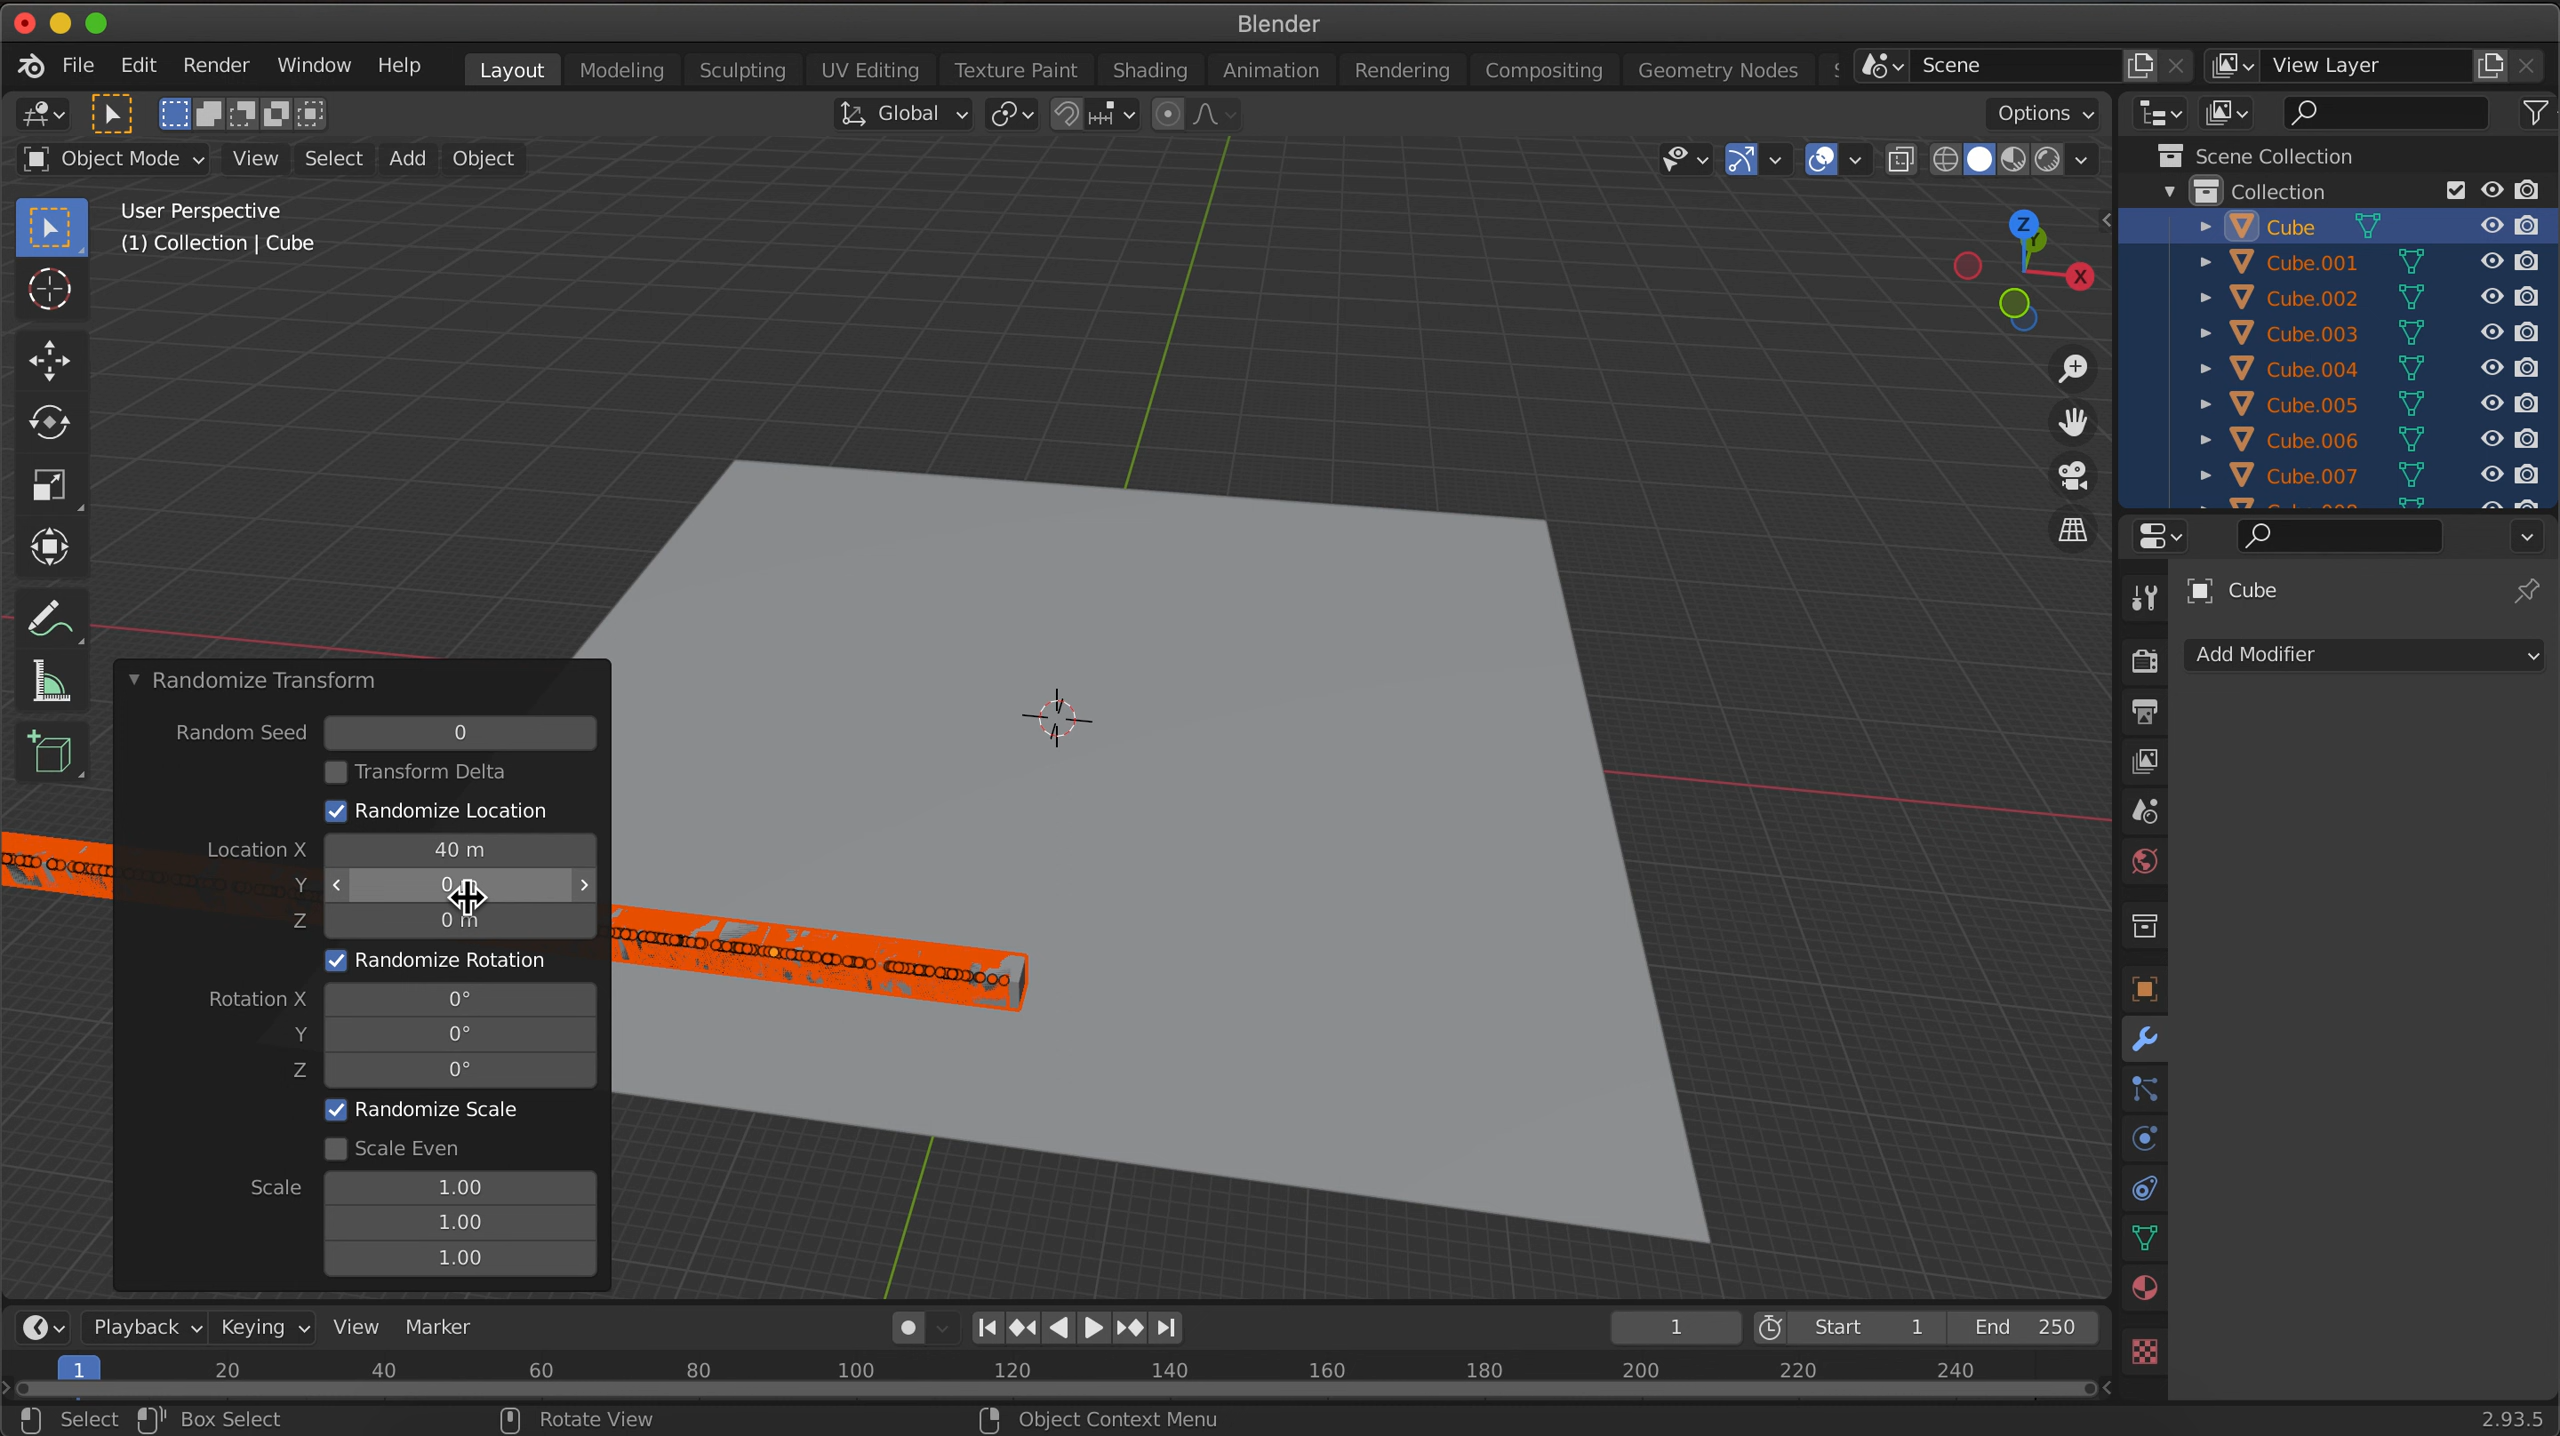 Blender
File Edit Render Window Help Layout Modeling Sculpting UV Editing Texture Paint Shading Animation Rendering Compositing Geometry Nodes Scene View Layer
Global Options
Object Mode View Select Add Object
User Perspective
(1) Collection | Cube
Z
Y
X
Scene Collection
Collection
Cube
Cube.001
Cube.002
Cube.003
Cube.004
Cube.005
Cube.006
Cube.007
Cube
Add Modifier
Randomize Transform
Random Seed 0
Transform Delta
Randomize Location
Location X 40 m
Y 0
Z 0 m
Randomize Rotation
Rotation X 0°
Y 0°
Z 0°
Randomize Scale
Scale Even
Scale 1.00
1.00
1.00
Playback Keying View Marker 1 Start 1 End 250
1 20 40 60 80 100 120 140 160 180 200 220 240
Select Box Select Rotate View Object Context Menu 2.93.5